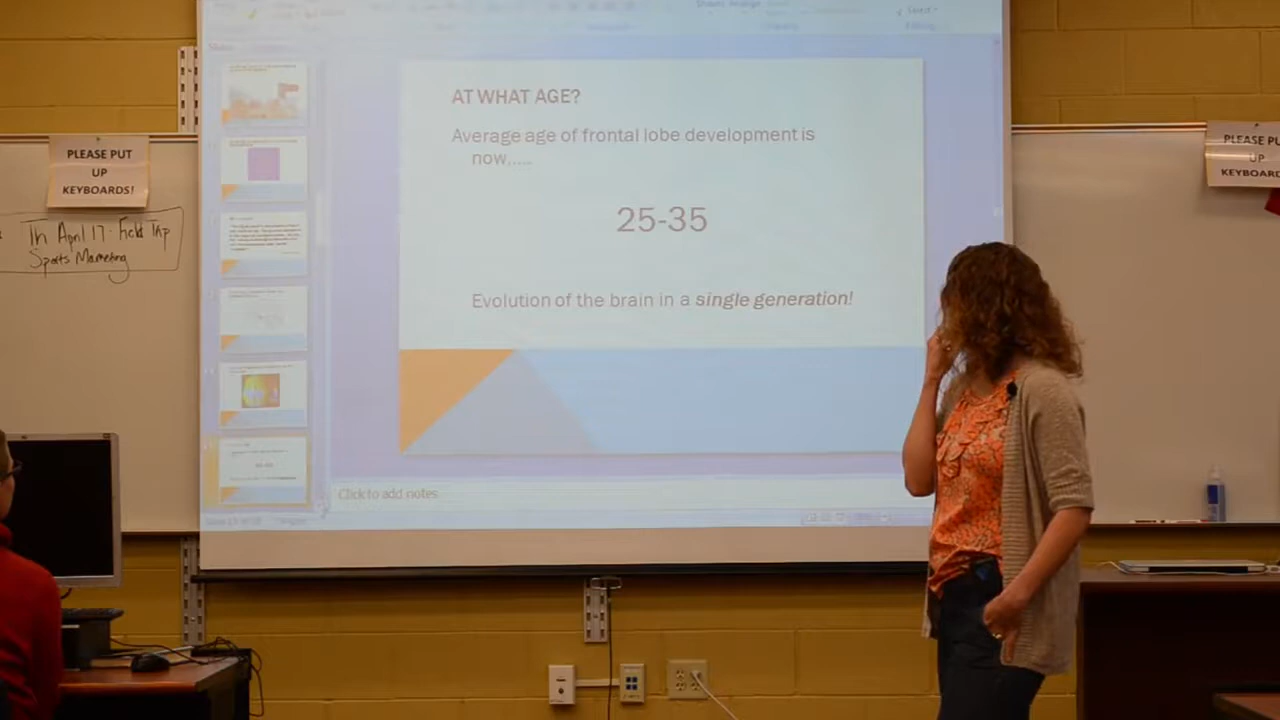 AT WHAT AGE?
Average age of frontal lobe development is
now.....
25-35
Evolution of the brain in a single generation!
Click to add notes
PLEASE PUT
UP
KEYBOARDS!
Th April 17 - Field Trip
Sports Marketing
PLEASE PU
UP
KEYBOARD